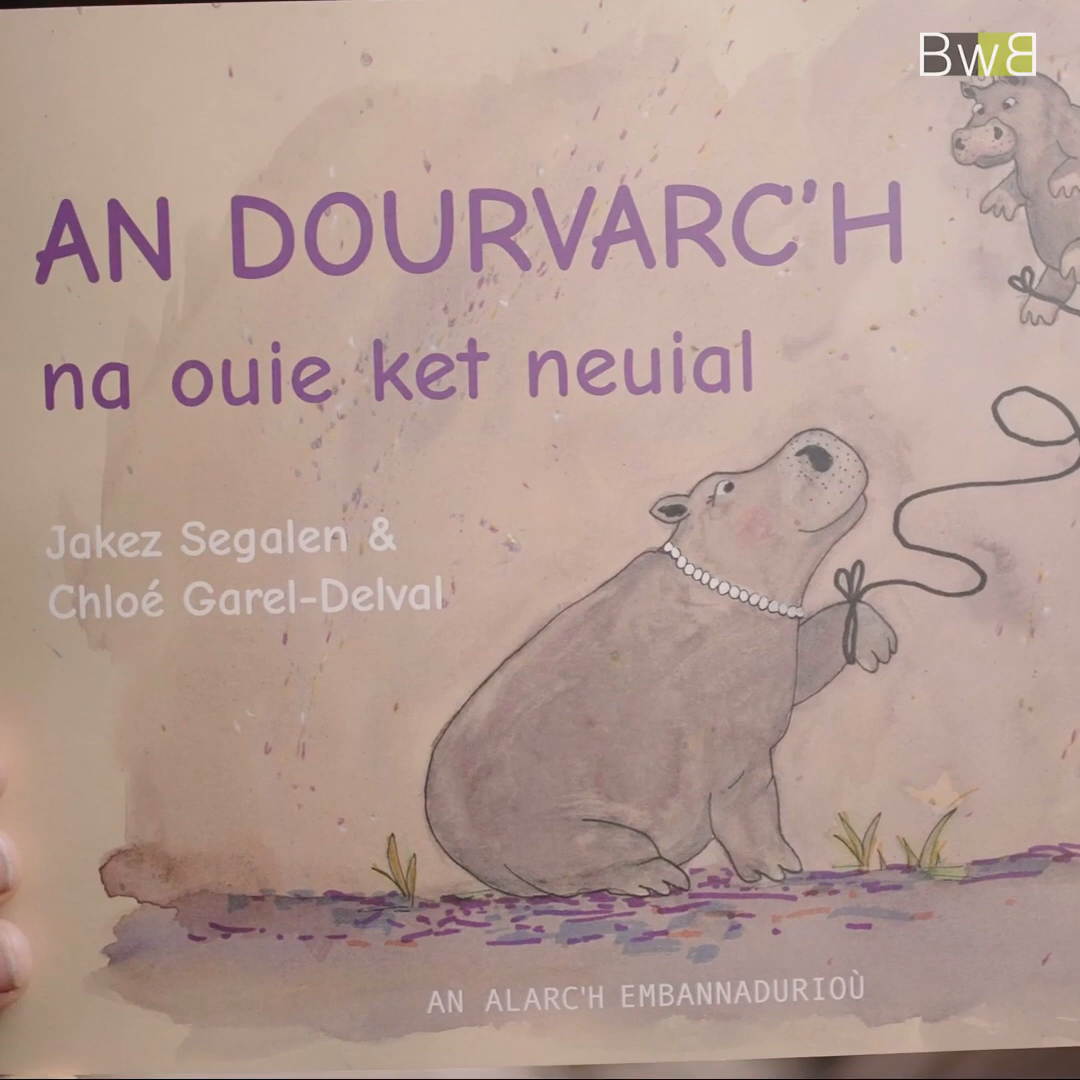 BwB
AN DOURVARC'H
na ouie ket neuial
Jakez Segalen &
Chloé Garel-Delval
AN ALARC'H EMBANNADURIOÙ